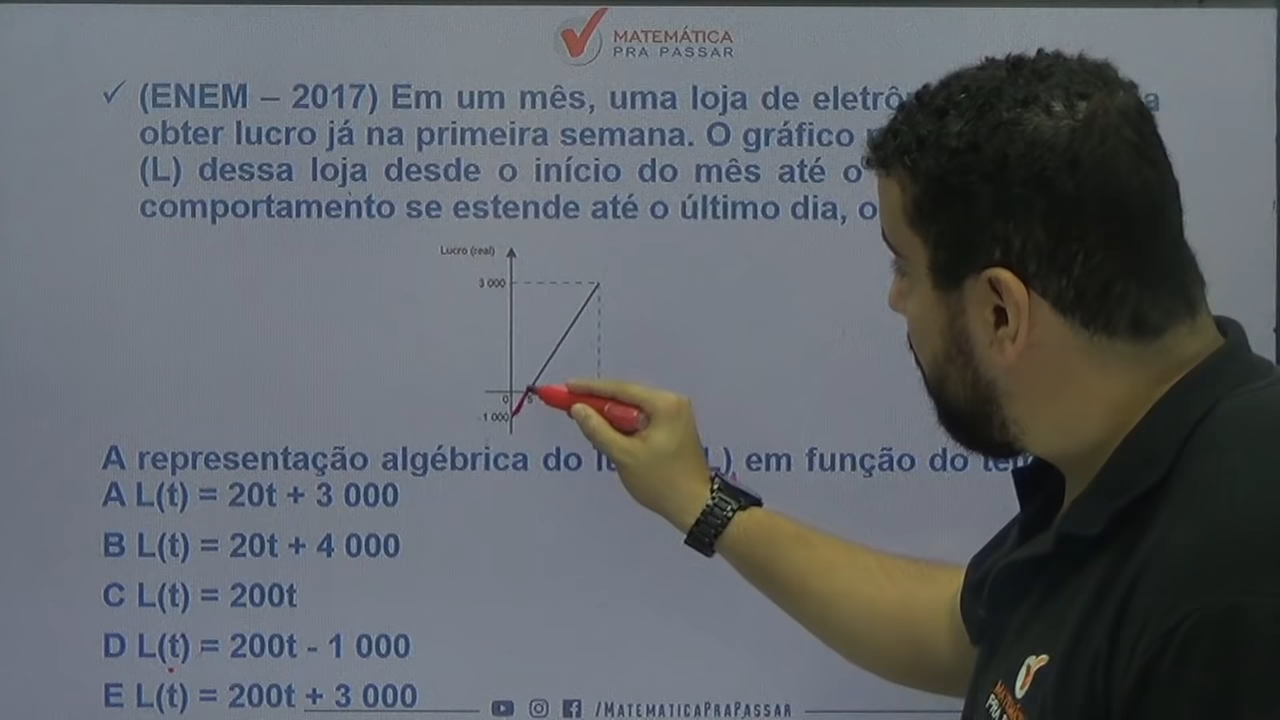 MATEMÁTICA
PRA PASSAR
✓ (ENEM – 2017) Em um mês, uma loja de
obter lucro já na primeira semana. O gráfico
(L) dessa loja desde o início do mês até o
comportamento se estende até o último dia, o
Lucro (real)
3 000
0
5
- 1 000
A representação algébrica do em função do
A L(t) = 20t + 3 000
B L(t) = 20t + 4 000
C L(t) = 200t
D L(t) = 200t - 1 000
E L(t) = 200t + 3 000
/MATEMATICAPRAPASSAR